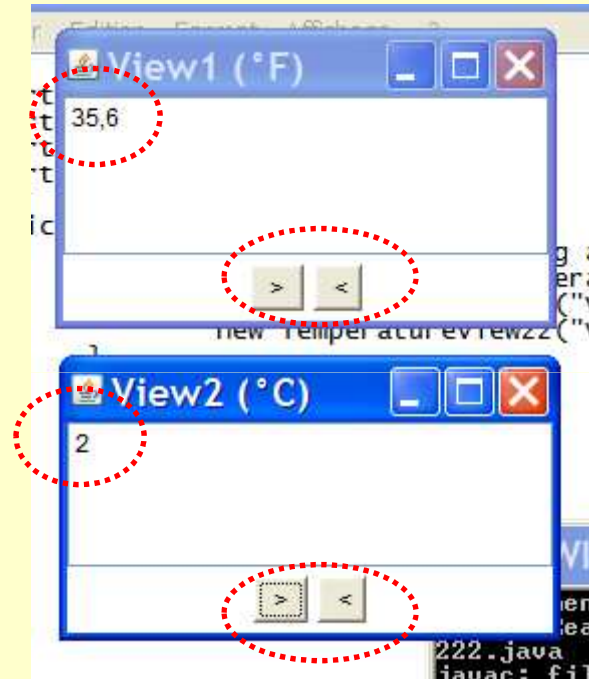 View1 (°F)
35,6
> <
new TemperatureView22("v
View2 (°C)
2
> <
222.java
javac: fil